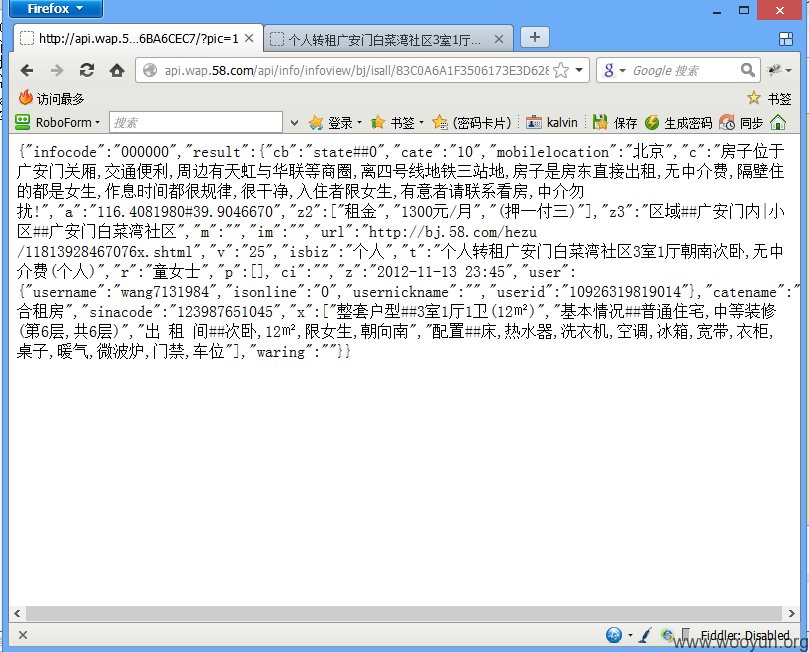 Firefox
http://api.wap.5...6BA6CEC7/?pic=1
个人转租广安门白菜湾社区3室1厅...
api.wap.58.com/api/info/infoview/bj/isall/83C0A6A1F3506173E3D628
Google 搜索
访问最多
书签
RoboForm
搜索
登录
书签
(密码卡片)
kalvin
保存
生成密码
同步
{"infocode":"000000","result":{"cb":"state##0","cate":"10","mobilelocation":"北京","c":"房子位于
广安门关厢,交通便利,周边有天虹与华联等商圈,离四号线地铁三站地,房子是房东直接出租,无中介费,隔壁住
的都是女生,作息时间都很规律,很干净,入住者限女生,有意者请联系看房,中介勿
扰!","a":"116.4081980#39.9046670","z2":["租金","1300元/月","(押一付三)"],"z3":"区域##广安门内|小
区##广安门白菜湾社区","m":"","im":"","url":"http://bj.58.com/hezu
/11813928467076x.shtml","v":"25","isbiz":"个人","t":"个人转租广安门白菜湾社区3室1厅朝南次卧,无中
介费(个人)","r":"童女士","p":[],"ci":"","z":"2012-11-13 23:45","user":
{"username":"wang7131984","isonline":"0","usernickname":"","userid":"10926319819014"},"catename":"
合租房","sinacode":"123987651045","x":["整套户型##3室1厅1卫(12㎡)","基本情况##普通住宅,中等装修
(第6层,共6层)","出 租 间##次卧,12㎡,限女生,朝向南","配置##床,热水器,洗衣机,空调,冰箱,宽带,衣柜,
桌子,暖气,微波炉,门禁,车位"],"waring":""}}
Fiddler: Disabled
www.wooyun.org